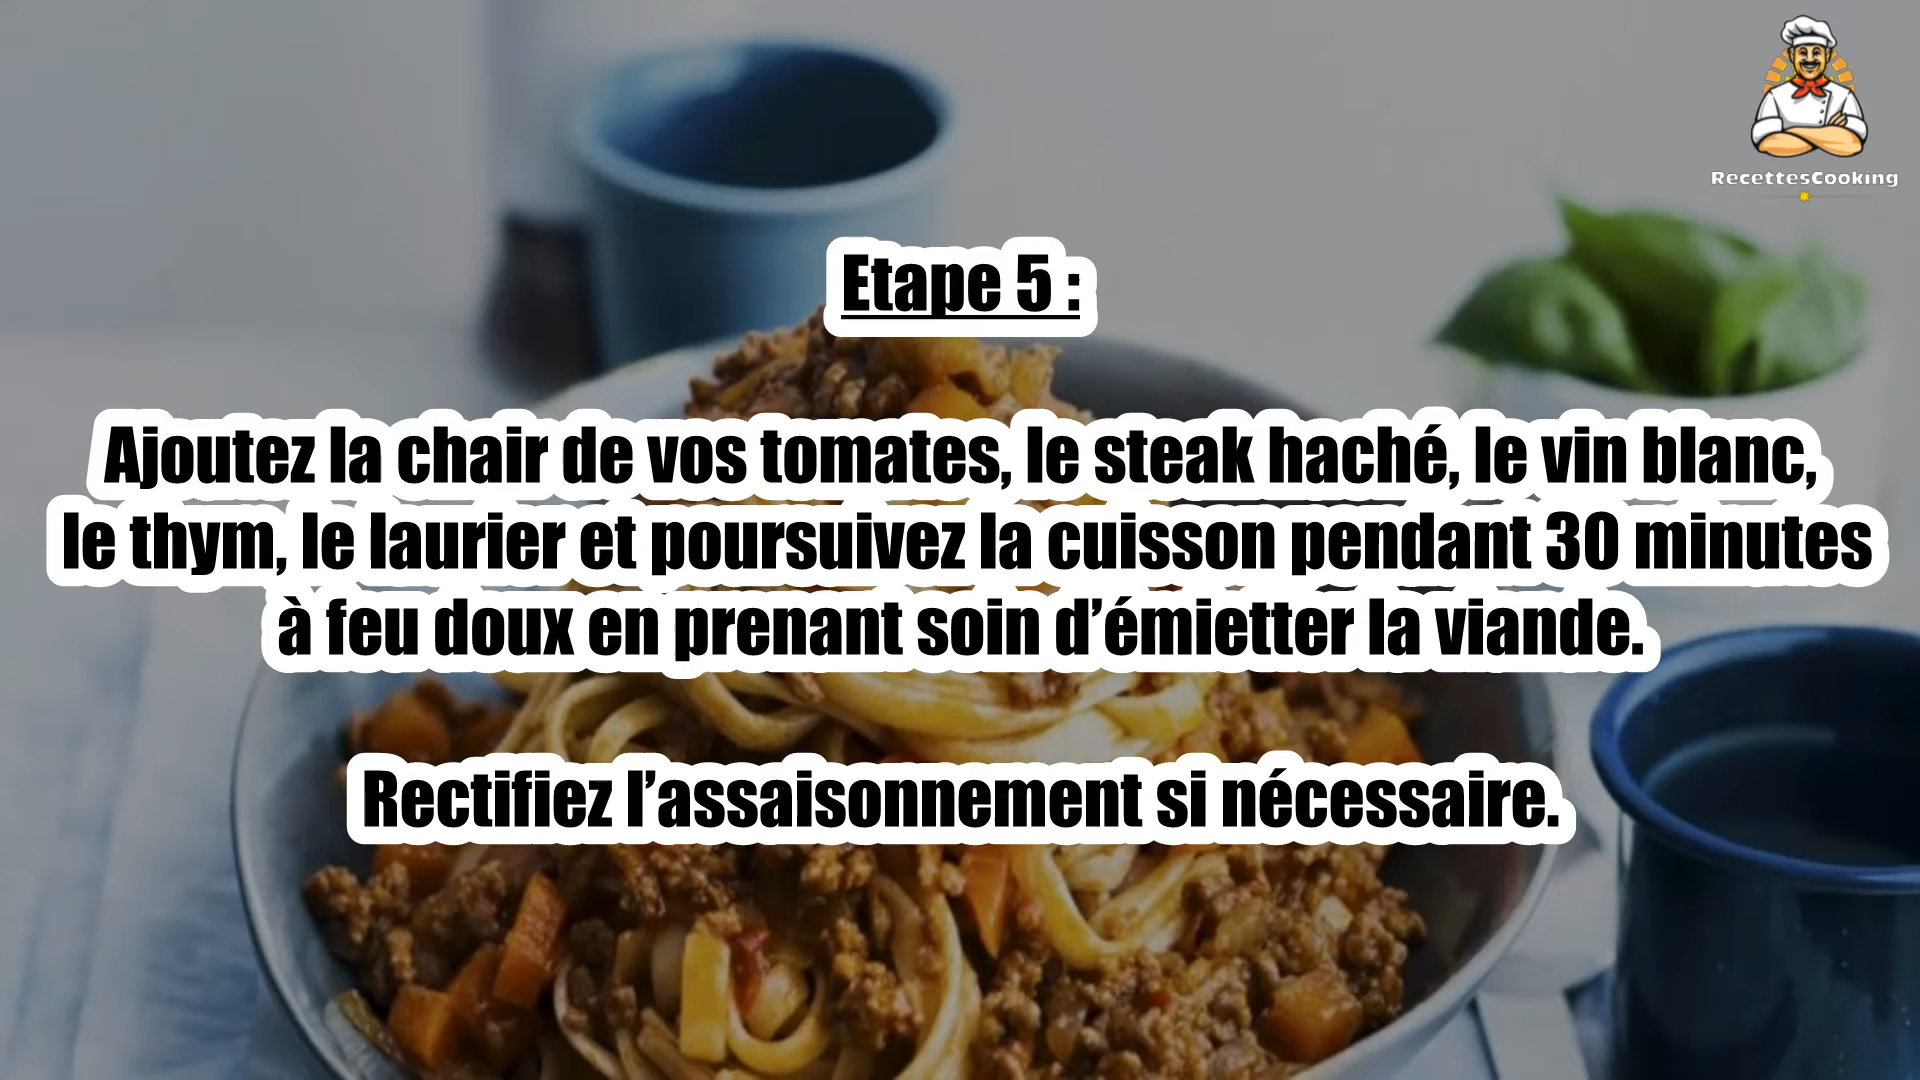 RecettesCooking
Etape 5 :
Ajoutez la chair de vos tomates, le steak haché, le vin blanc,
le thym, le laurier et poursuivez la cuisson pendant 30 minutes
à feu doux en prenant soin d’émietter la viande.
Rectifiez l’assaisonnement si nécessaire.